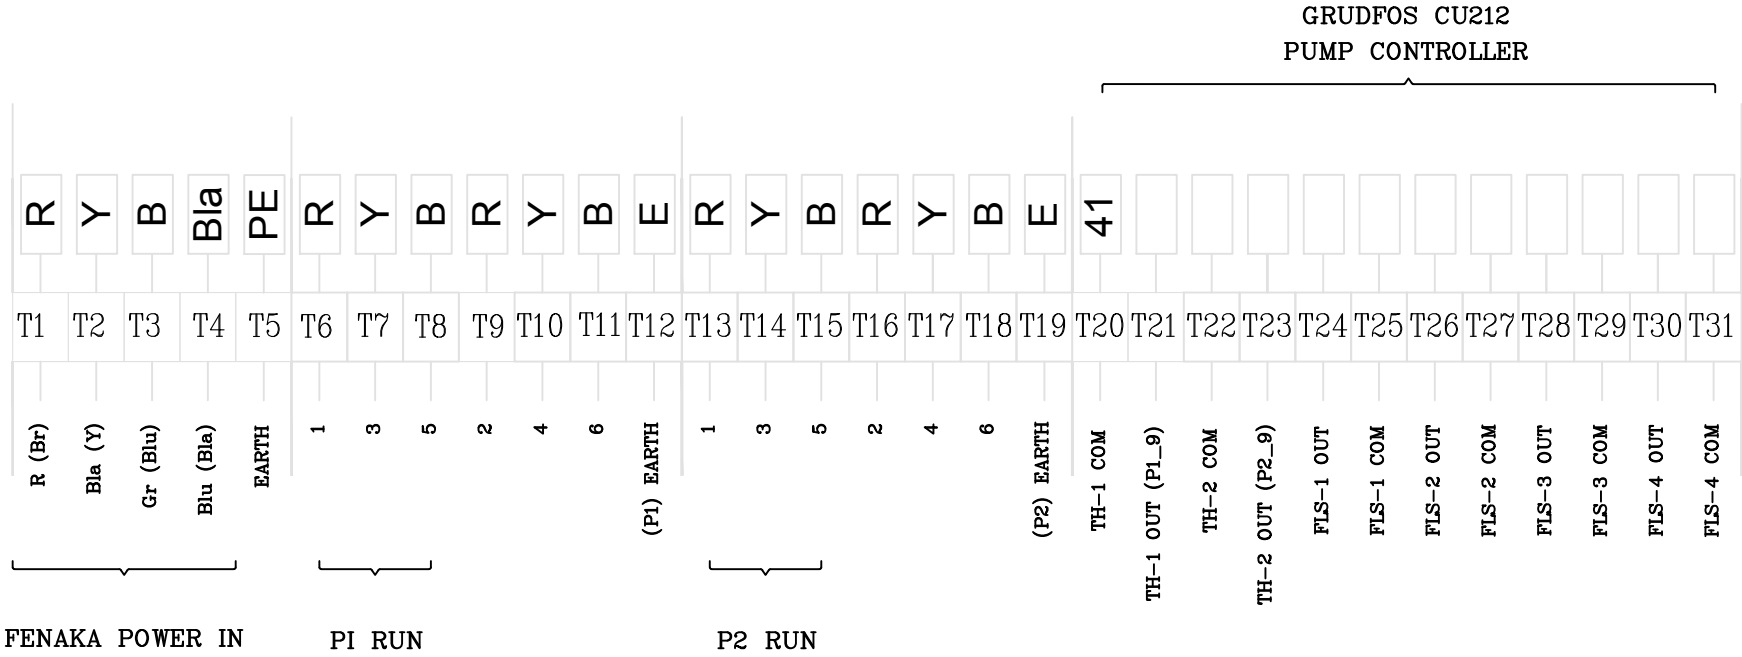 GRUDFOS CU212
PUMP CONTROLLER
R Y B Bla PE R Y B R Y B E R Y B R Y B E 41
T1 T2 T3 T4 T5 T6 T7 T8 T9 T10 T11 T12 T13 T14 T15 T16 T17 T18 T19 T20 T21 T22 T23 T24 T25 T26 T27 T28 T29 T30 T31
R (Br)
Bla (Y)
Gr (Blu)
Blu (Bla)
EARTH
1
3
5
2
4
6
(P1) EARTH
1
3
5
2
4
6
(P2) EARTH
TH-1 COM
TH-1 OUT (P1_9)
TH-2 COM
TH-2 OUT (P2_9)
FLS-1 OUT
FLS-1 COM
FLS-2 OUT
FLS-2 COM
FLS-3 OUT
FLS-3 COM
FLS-4 OUT
FLS-4 COM
FENAKA POWER IN
PI RUN
P2 RUN